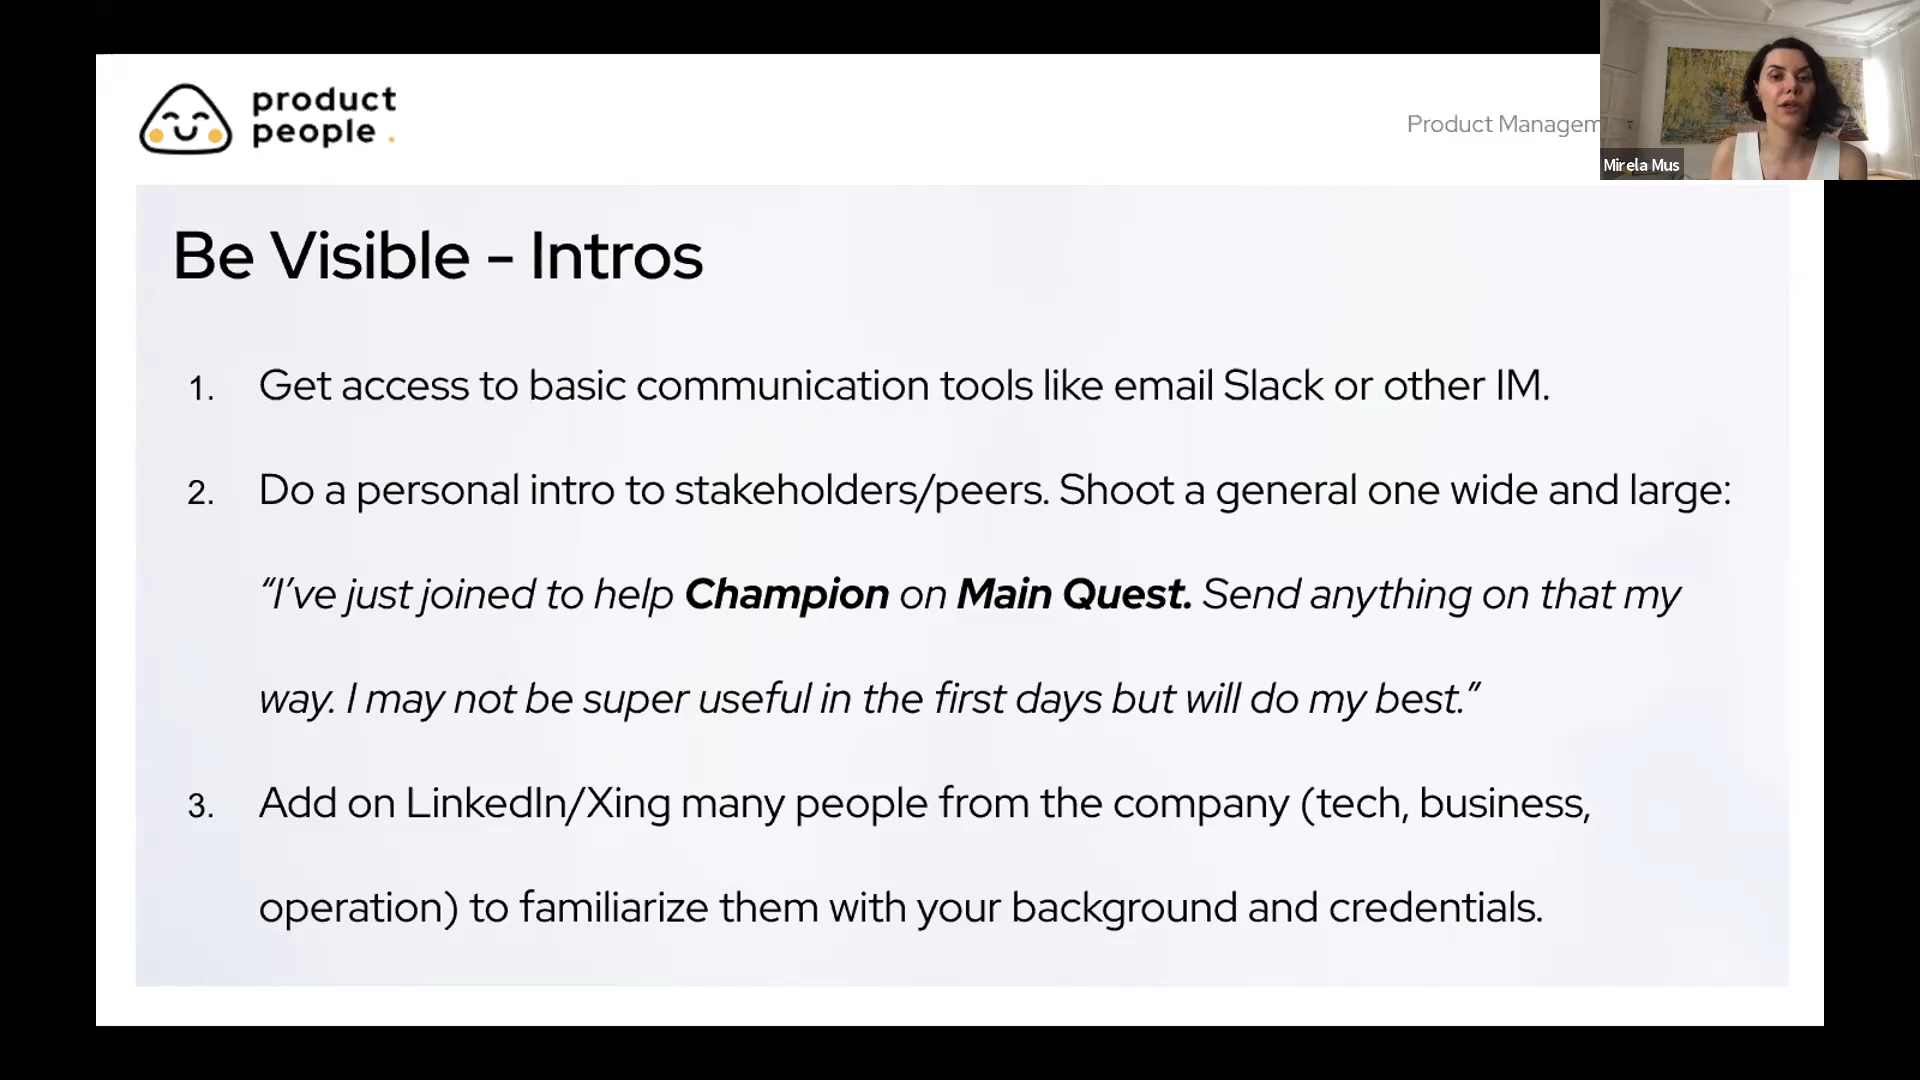 product
people .
Product Managem
Mirela Mus
Be Visible - Intros
1. Get access to basic communication tools like email Slack or other IM.
2. Do a personal intro to stakeholders/peers. Shoot a general one wide and large:
“I’ve just joined to help Champion on Main Quest. Send anything on that my
way. I may not be super useful in the first days but will do my best.”
3. Add on LinkedIn/Xing many people from the company (tech, business,
operation) to familiarize them with your background and credentials.